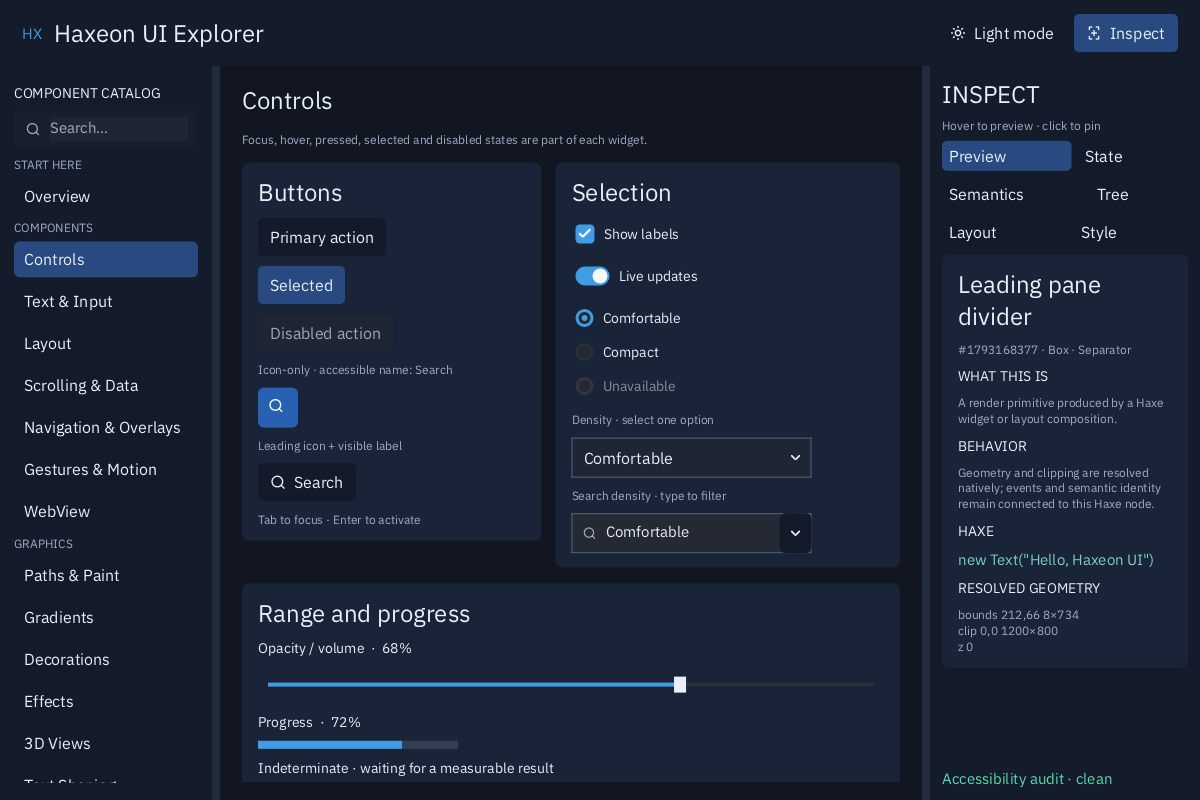 HX Haxeon UI Explorer
Light mode
Inspect
COMPONENT CATALOG
Search...
START HERE
Overview
COMPONENTS
Controls
Text & Input
Layout
Scrolling & Data
Navigation & Overlays
Gestures & Motion
WebView
GRAPHICS
Paths & Paint
Gradients
Decorations
Effects
3D Views
Text Shaping
Controls
Focus, hover, pressed, selected and disabled states are part of each widget.
Buttons
Primary action
Selected
Disabled action
Icon-only · accessible name: Search
Leading icon + visible label
Search
Tab to focus · Enter to activate
Selection
Show labels
Live updates
Comfortable
Compact
Unavailable
Density · select one option
Comfortable
Search density · type to filter
Comfortable
Range and progress
Opacity / volume · 68%
Progress · 72%
Indeterminate · waiting for a measurable result
INSPECT
Hover to preview · click to pin
Preview State
Semantics Tree
Layout Style
Leading pane
divider
#1793168377 · Box · Separator
WHAT THIS IS
A render primitive produced by a Haxe
widget or layout composition.
BEHAVIOR
Geometry and clipping are resolved
natively; events and semantic identity
remain connected to this Haxe node.
HAXE
new Text("Hello, Haxeon UI")
RESOLVED GEOMETRY
bounds 212,66 8×734
clip 0,0 1200×800
z 0
Accessibility audit · clean